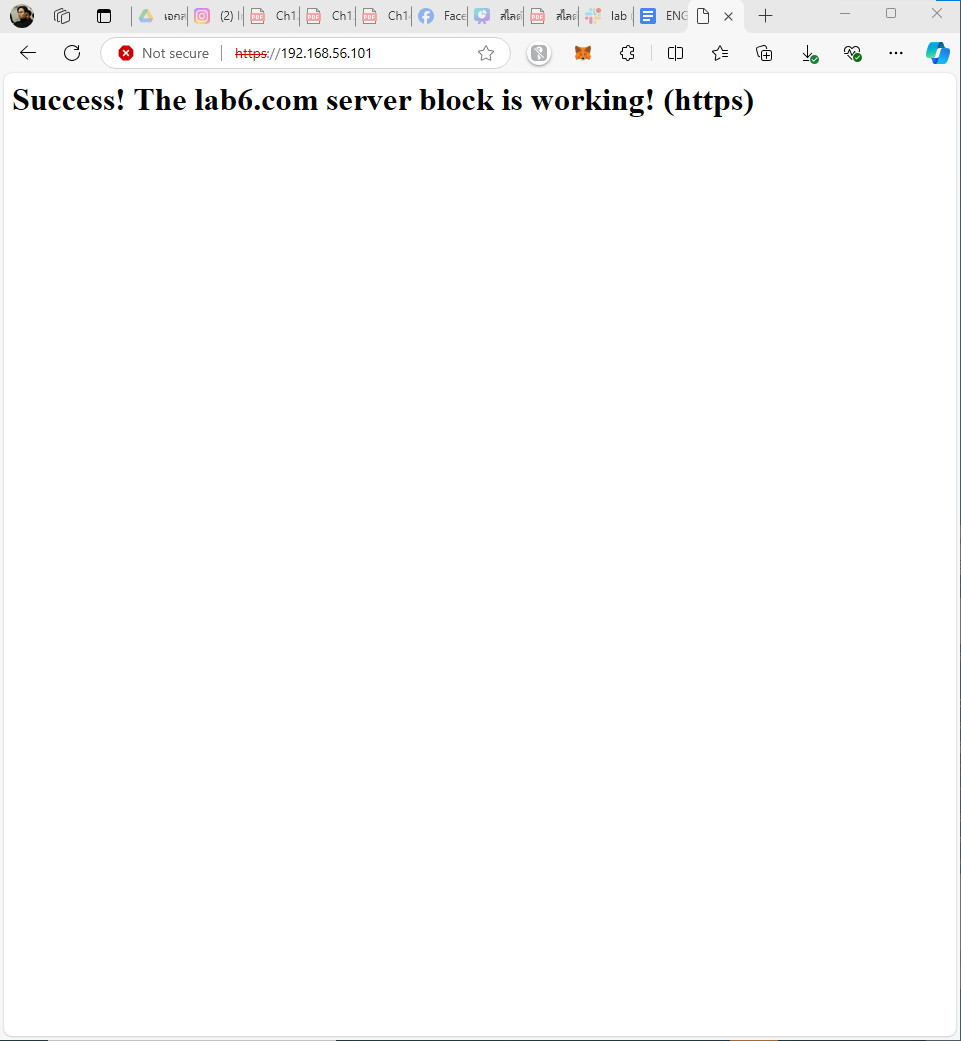 เอกส
(2) I
Ch1
Ch1
Ch1
Face
สไลด์
สไลด์
lab
ENG
Not secure
https://192.168.56.101
Success! The lab6.com server block is working! (https)